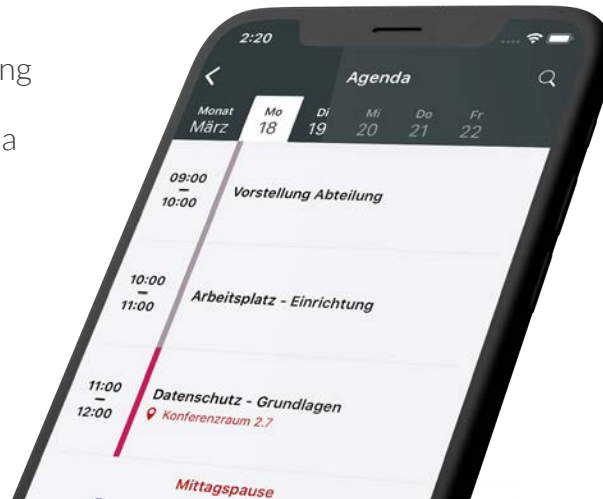 ng
a
2:20
Agenda
Monat Mo Di Mi Do Fr
März 18 19 20 21 22
09:00
–
10:00
Vorstellung Abteilung
10:00
–
11:00
Arbeitsplatz - Einrichtung
11:00
–
12:00
Datenschutz - Grundlagen
Konferenzraum 2.7
Mittagspause